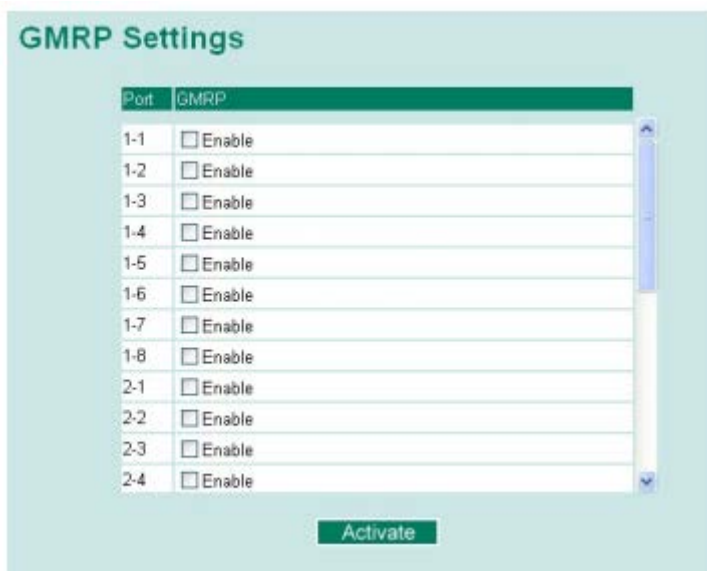 GMRP Settings
Port GMRP
1-1 Enable
1-2 Enable
1-3 Enable
1-4 Enable
1-5 Enable
1-6 Enable
1-7 Enable
1-8 Enable
2-1 Enable
2-2 Enable
2-3 Enable
2-4 Enable
Activate